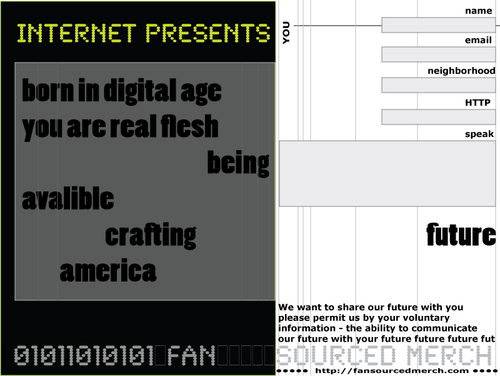 INTERNET PRESENTS
born in digital age
you are real flesh
being
avalible
crafting
america
YOU
name
email
neighborhood
HTTP
speak
future
We want to share our future with you
please permit us by your voluntary
information - the ability to communicate
our future with your future future future fut
01011010101 FAN SOURCED MERCH
http://fansourcedmerch.com